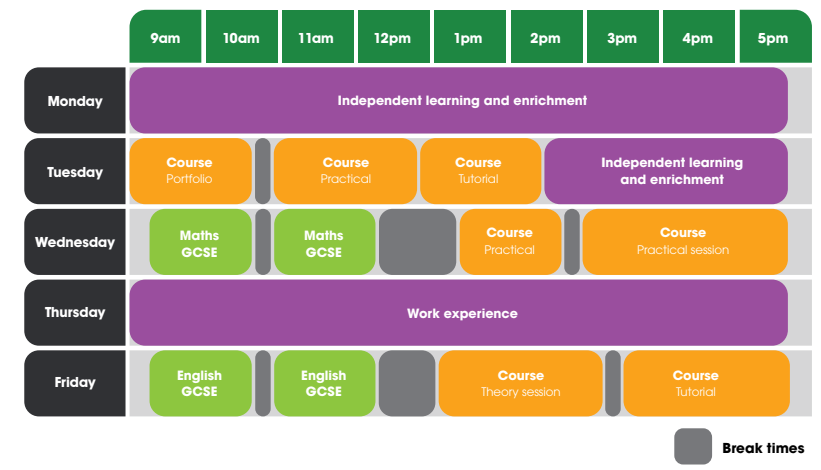 9am 10am 11am 12pm 1pm 2pm 3pm 4pm 5pm
Monday
Independent learning and enrichment
Tuesday
Course
Portfolio
Course
Practical
Course
Tutorial
Independent learning
and enrichment
Wednesday
Maths
GCSE
Maths
GCSE
Course
Practical
Course
Practical session
Thursday
Work experience
Friday
English
GCSE
English
GCSE
Course
Theory session
Course
Tutorial
Break times